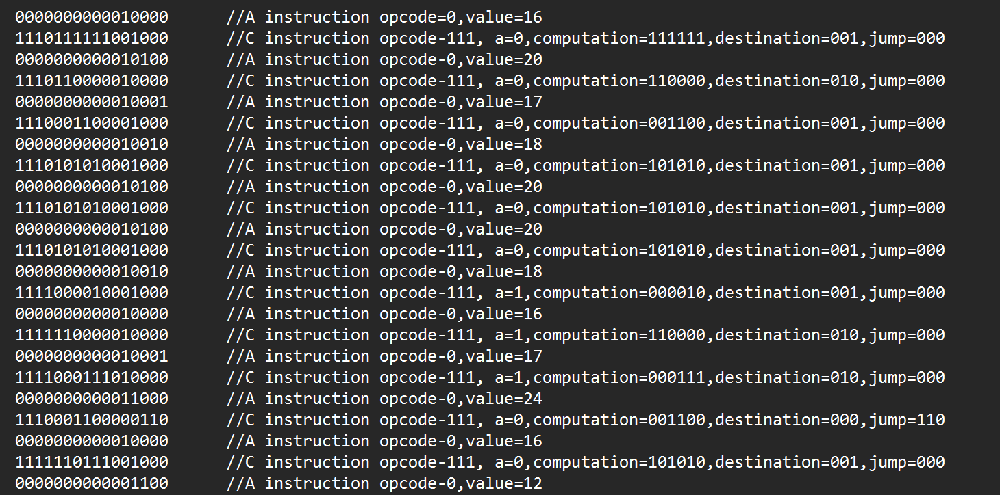 0000000000010000 //A instruction opcode=0,value=16
1110111111001000 //C instruction opcode-111, a=0,computation=111111,destination=001,jump=000
0000000000010100 //A instruction opcode-0,value=20
1110110000010000 //C instruction opcode-111, a=0,computation=110000,destination=010,jump=000
0000000000010001 //A instruction opcode-0,value=17
1110001100001000 //C instruction opcode-111, a=0,computation=001100,destination=001,jump=000
0000000000010010 //A instruction opcode-0,value=18
1110101010001000 //C instruction opcode-111, a=0,computation=101010,destination=001,jump=000
0000000000010100 //A instruction opcode-0,value=20
1110101010001000 //C instruction opcode-111, a=0,computation=101010,destination=001,jump=000
0000000000010100 //A instruction opcode-0,value=20
1110101010001000 //C instruction opcode-111, a=0,computation=101010,destination=001,jump=000
0000000000010010 //A instruction opcode-0,value=18
1111000010001000 //C instruction opcode-111, a=1,computation=000010,destination=001,jump=000
0000000000010000 //A instruction opcode-0,value=16
1111110000010000 //C instruction opcode-111, a=1,computation=110000,destination=010,jump=000
0000000000010001 //A instruction opcode-0,value=17
1111000111010000 //C instruction opcode-111, a=1,computation=000111,destination=010,jump=000
0000000000011000 //A instruction opcode-0,value=24
1110001100000110 //C instruction opcode-111, a=0,computation=001100,destination=000,jump=110
0000000000010000 //A instruction opcode-0,value=16
1111110111001000 //C instruction opcode-111, a=0,computation=101010,destination=001,jump=000
0000000000001100 //A instruction opcode-0,value=12